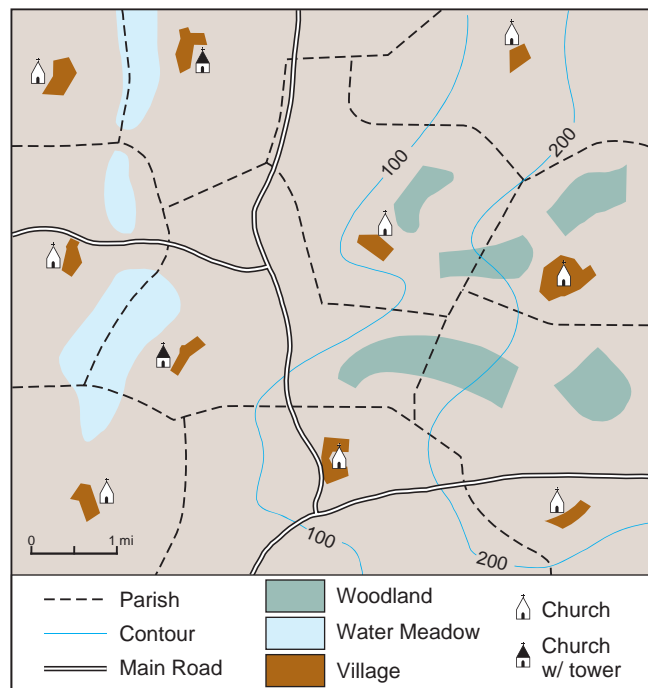 200
100
100
200
0 1 mi
Parish
Contour
Main Road
Woodland
Water Meadow
Village
Church
Church
w/ tower